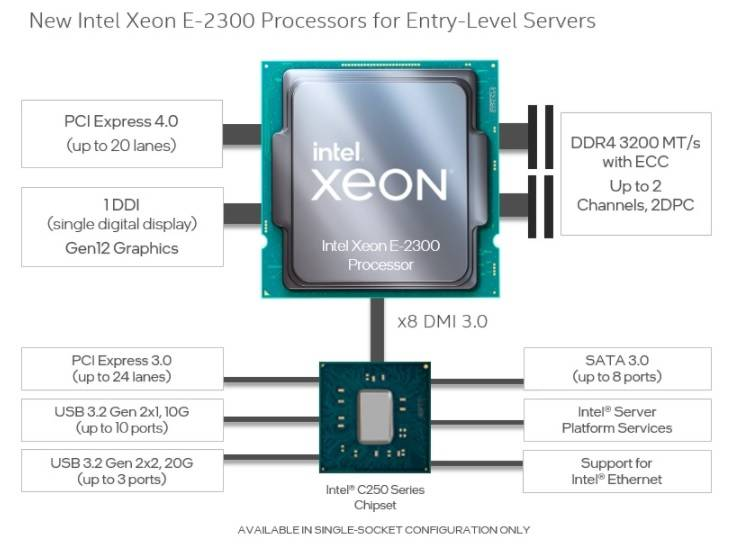 New Intel Xeon E-2300 Processors for Entry-Level Servers
PCI Express 4.0
(up to 20 lanes)
1 DDI
(single digital display)
Gen12 Graphics
intel
XEON
Intel Xeon E-2300
Processor
DDR4 3200 MT/s
with ECC
Up to 2
Channels, 2DPC
x8 DMI 3.0
PCI Express 3.0
(up to 24 lanes)
USB 3.2 Gen 2x1, 10G
(up to 10 ports)
USB 3.2 Gen 2x2, 20G
(up to 3 ports)
SATA 3.0
(up to 8 ports)
Intel® Server
Platform Services
Support for
Intel® Ethernet
Intel® C250 Series
Chipset
AVAILABLE IN SINGLE-SOCKET CONFIGURATION ONLY